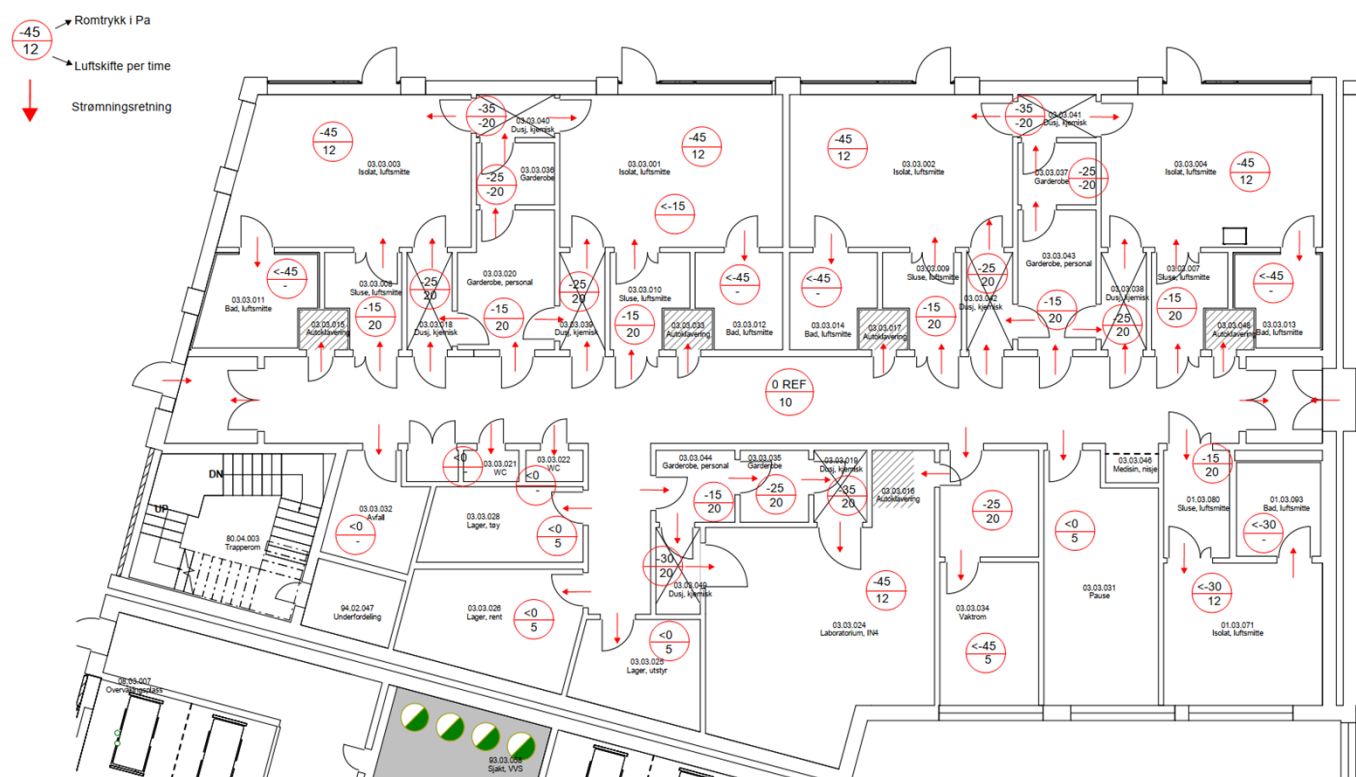 -45
12
Romtrykk i Pa
Luftskifte per time
Strømningsretning
-45
12
03.03.003
Isolat, luftsmitte
-35
-20
03.03.040
Dusj, kjemisk
-45
12
03.03.001
Isolat, luftsmitte
-45
12
03.03.002
Isolat, luftsmitte
-35
-20
03.03.041
Dusj, kjemisk
-45
12
03.03.004
Isolat, luftsmitte
-25
-20
03.03.036
Garderobe
<-15
03.03.037
Garderobe
-25
-20
<-45
-
03.03.011
Bad, luftsmitte
03.03.008
Sluse, luftsmitte
-15
20
03.03.015
Autoklavering
-25
20
03.03.018
Dusj, kjemisk
03.03.020
Garderobe, personal
-15
20
-25
20
03.03.039
Dusj, kjemisk
03.03.010
Sluse, luftsmitte
-15
20
03.03.033
Autoklavering
<-45
-
03.03.012
Bad, luftsmitte
<-45
-
03.03.014
Bad, luftsmitte
03.03.017
Autoklavering
03.03.009
Sluse, luftsmitte
-15
20
-25
20
03.03.042
Dusj, kjemisk
03.03.043
Garderobe, personal
-15
20
03.03.038
Dusj, kjemisk
-25
20
03.03.007
Sluse, luftsmitte
-15
20
03.03.048
Autoklavering
<-45
-
03.03.013
Bad, luftsmitte
0 REF
10
DN
UP
80.04.003
Trapperom
03.03.032
Avfall
<0
-
<0
-
03.03.021
WC
03.03.022
WC
<0
-
03.03.028
Lager, tøy
<0
5
94.02.047
Underfordeling
03.03.026
Lager, rent
<0
5
03.03.025
Lager, utstyr
<0
5
03.03.044
Garderobe, personal
-15
20
03.03.035
Garderobe
-25
20
03.03.019
Dusj, kjemisk
-35
20
03.03.016
Autoklavering
-30
20
03.03.049
Dusj, kjemisk
-45
12
03.03.024
Laboratorium, IN4
-25
20
03.03.034
Vaktrom
<-45
5
<0
5
03.03.031
Pause
03.03.046
Medisin, nisje
-15
20
01.03.080
Sluse, luftsmitte
01.03.093
Bad, luftsmitte
<-30
-
<-30
12
01.03.071
Isolat, luftsmitte
08.03.007
Overvåkingsplass
Sjakt, VVS